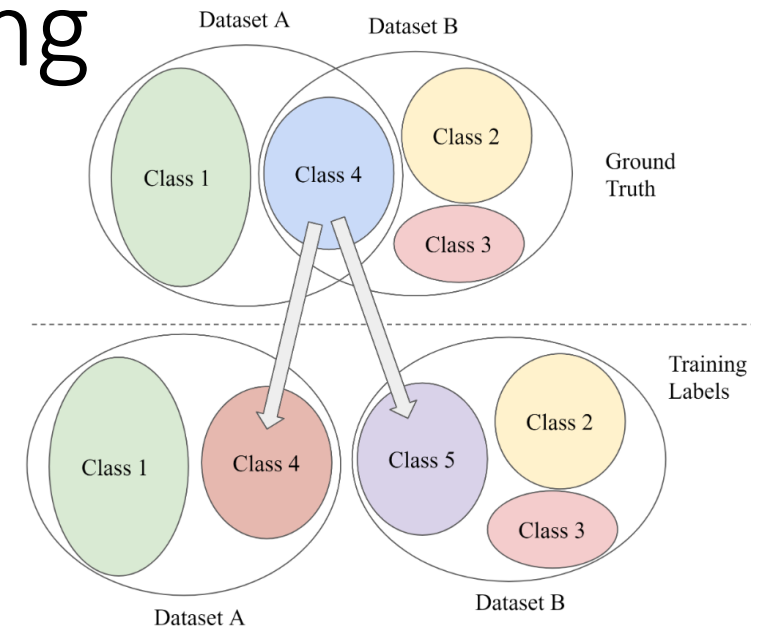 ng
Dataset A
Dataset B
Class 1
Class 4
Class 2
Class 3
Ground
Truth
Training
Labels
Class 1
Class 4
Class 5
Class 2
Class 3
Dataset A
Dataset B